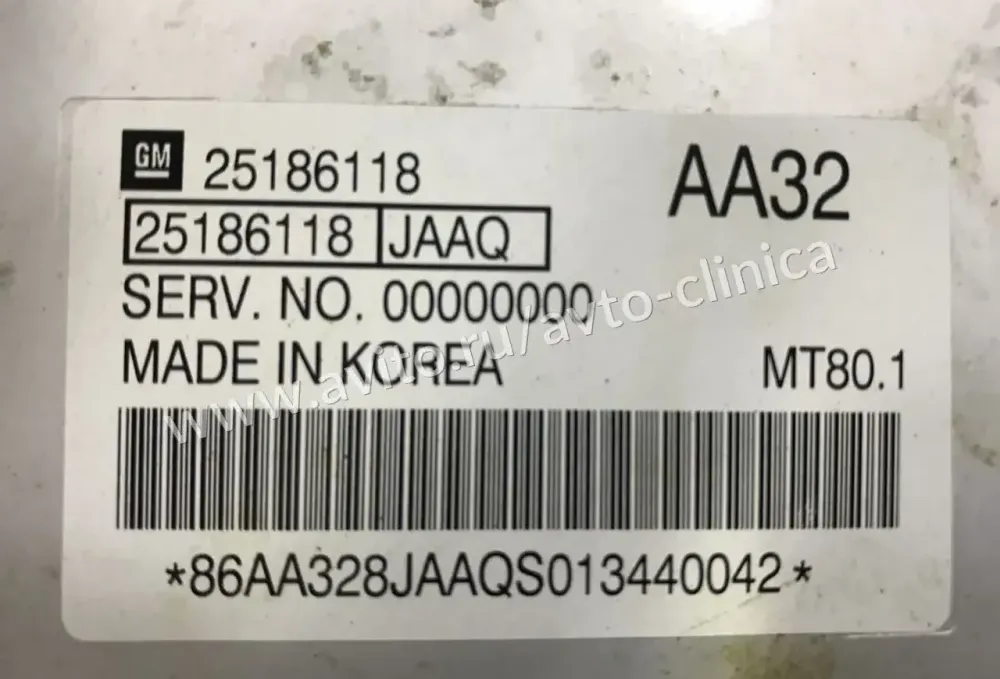 GM 25186118 AA32
25186118 JAAQ
SERV. NO. 00000000
MADE IN KOREA MT80.1
*86AA328JAAQS013440042*
www.avito.ru/avto-clinica